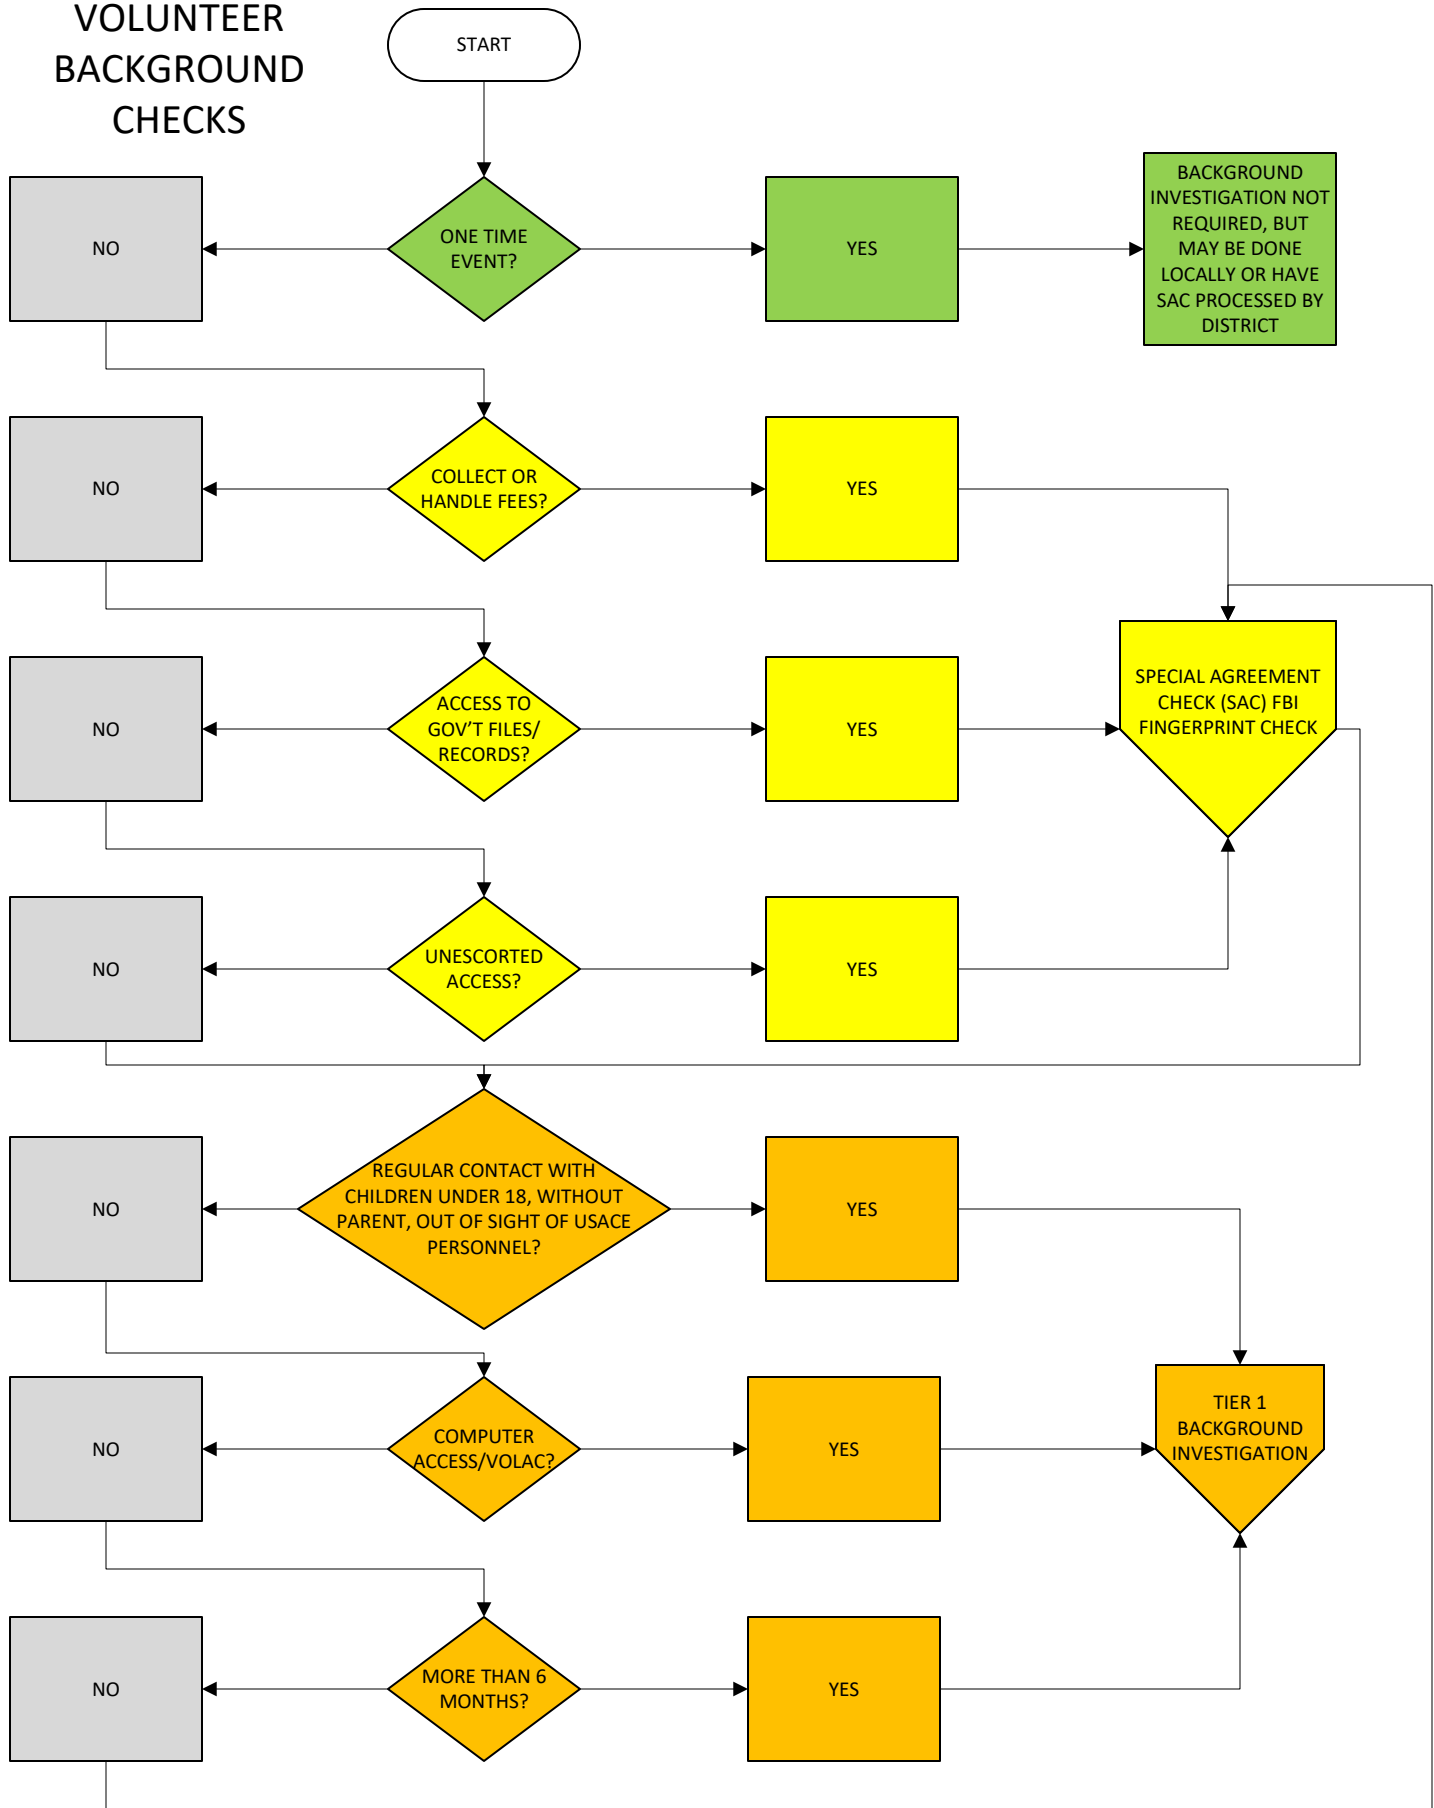 VOLUNTEER
BACKGROUND
CHECKS
START
NO
ONE TIME
EVENT?
YES
BACKGROUND
INVESTIGATION NOT
REQUIRED, BUT
MAY BE DONE
LOCALLY OR HAVE
SAC PROCESSED BY
DISTRICT
NO
COLLECT OR
HANDLE FEES?
YES
NO
ACCESS TO
GOV’T FILES/
RECORDS?
YES
SPECIAL AGREEMENT
CHECK (SAC) FBI
FINGERPRINT CHECK
NO
UNESCORTED
ACCESS?
YES
NO
REGULAR CONTACT WITH
CHILDREN UNDER 18, WITHOUT
PARENT, OUT OF SIGHT OF USACE
PERSONNEL?
YES
NO
COMPUTER
ACCESS/VOLAC?
YES
TIER 1
BACKGROUND
INVESTIGATION
NO
MORE THAN 6
MONTHS?
YES